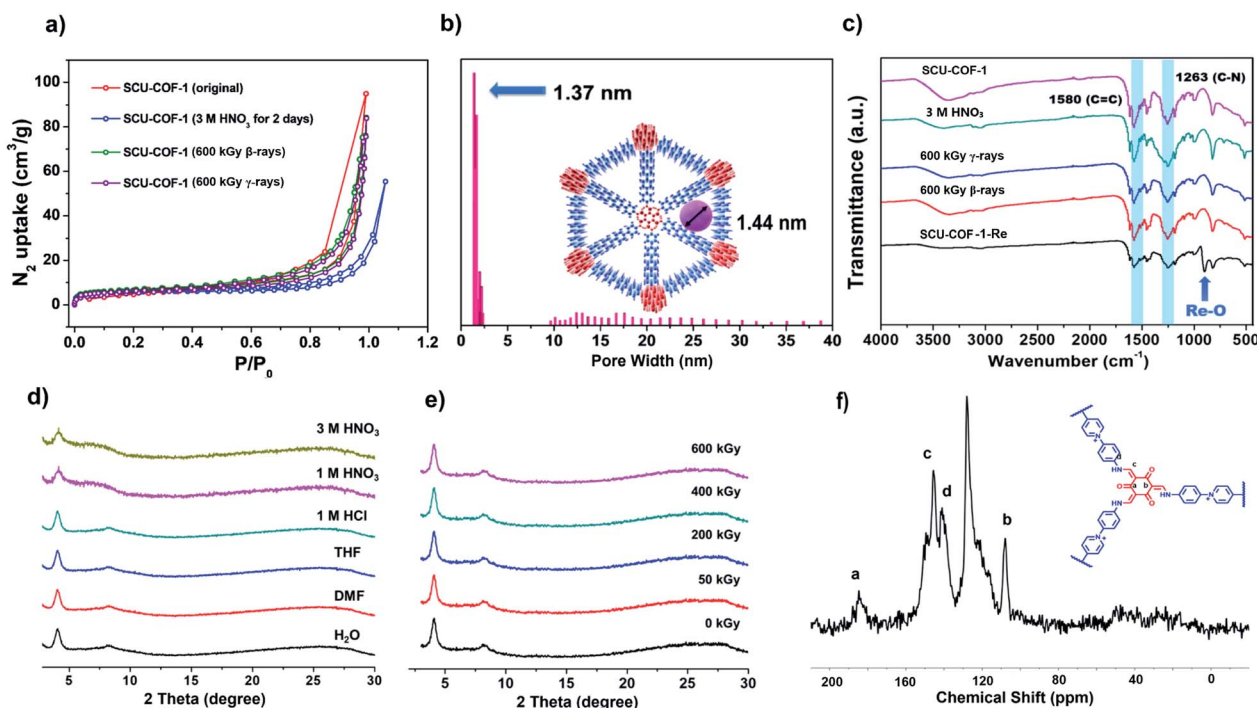 a)
N₂ uptake (cm³/g)
100
80
60
40
20
0
SCU-COF-1 (original)
SCU-COF-1 (3 M HNO₃ for 2 days)
SCU-COF-1 (600 kGy β-rays)
SCU-COF-1 (600 kGy γ-rays)
0.0 0.2 0.4 0.6 0.8 1.0 1.2
P/P₀
b)
1.37 nm
1.44 nm
0 5 10 15 20 25 30 35 40
Pore Width (nm)
c)
Transmittance (a.u.)
SCU-COF-1
1263 (C-N)
1580 (C=C)
3 M HNO₃
600 kGy γ-rays
600 kGy β-rays
SCU-COF-1-Re
Re-O
4000 3000 2000 1500 1000 500
Wavenumber (cm⁻¹)
d)
3 M HNO₃
1 M HNO₃
1 M HCl
THF
DMF
H₂O
5 10 15 20 25 30
2 Theta (degree)
e)
600 kGy
400 kGy
200 kGy
50 kGy
0 kGy
5 10 15 20 25 30
2 Theta (degree)
f)
a
c
d
b
N
+
d
c
HN
O
O
a
b
O
NH
N
+
NH
N
+
200 160 120 80 40 0
Chemical Shift (ppm)